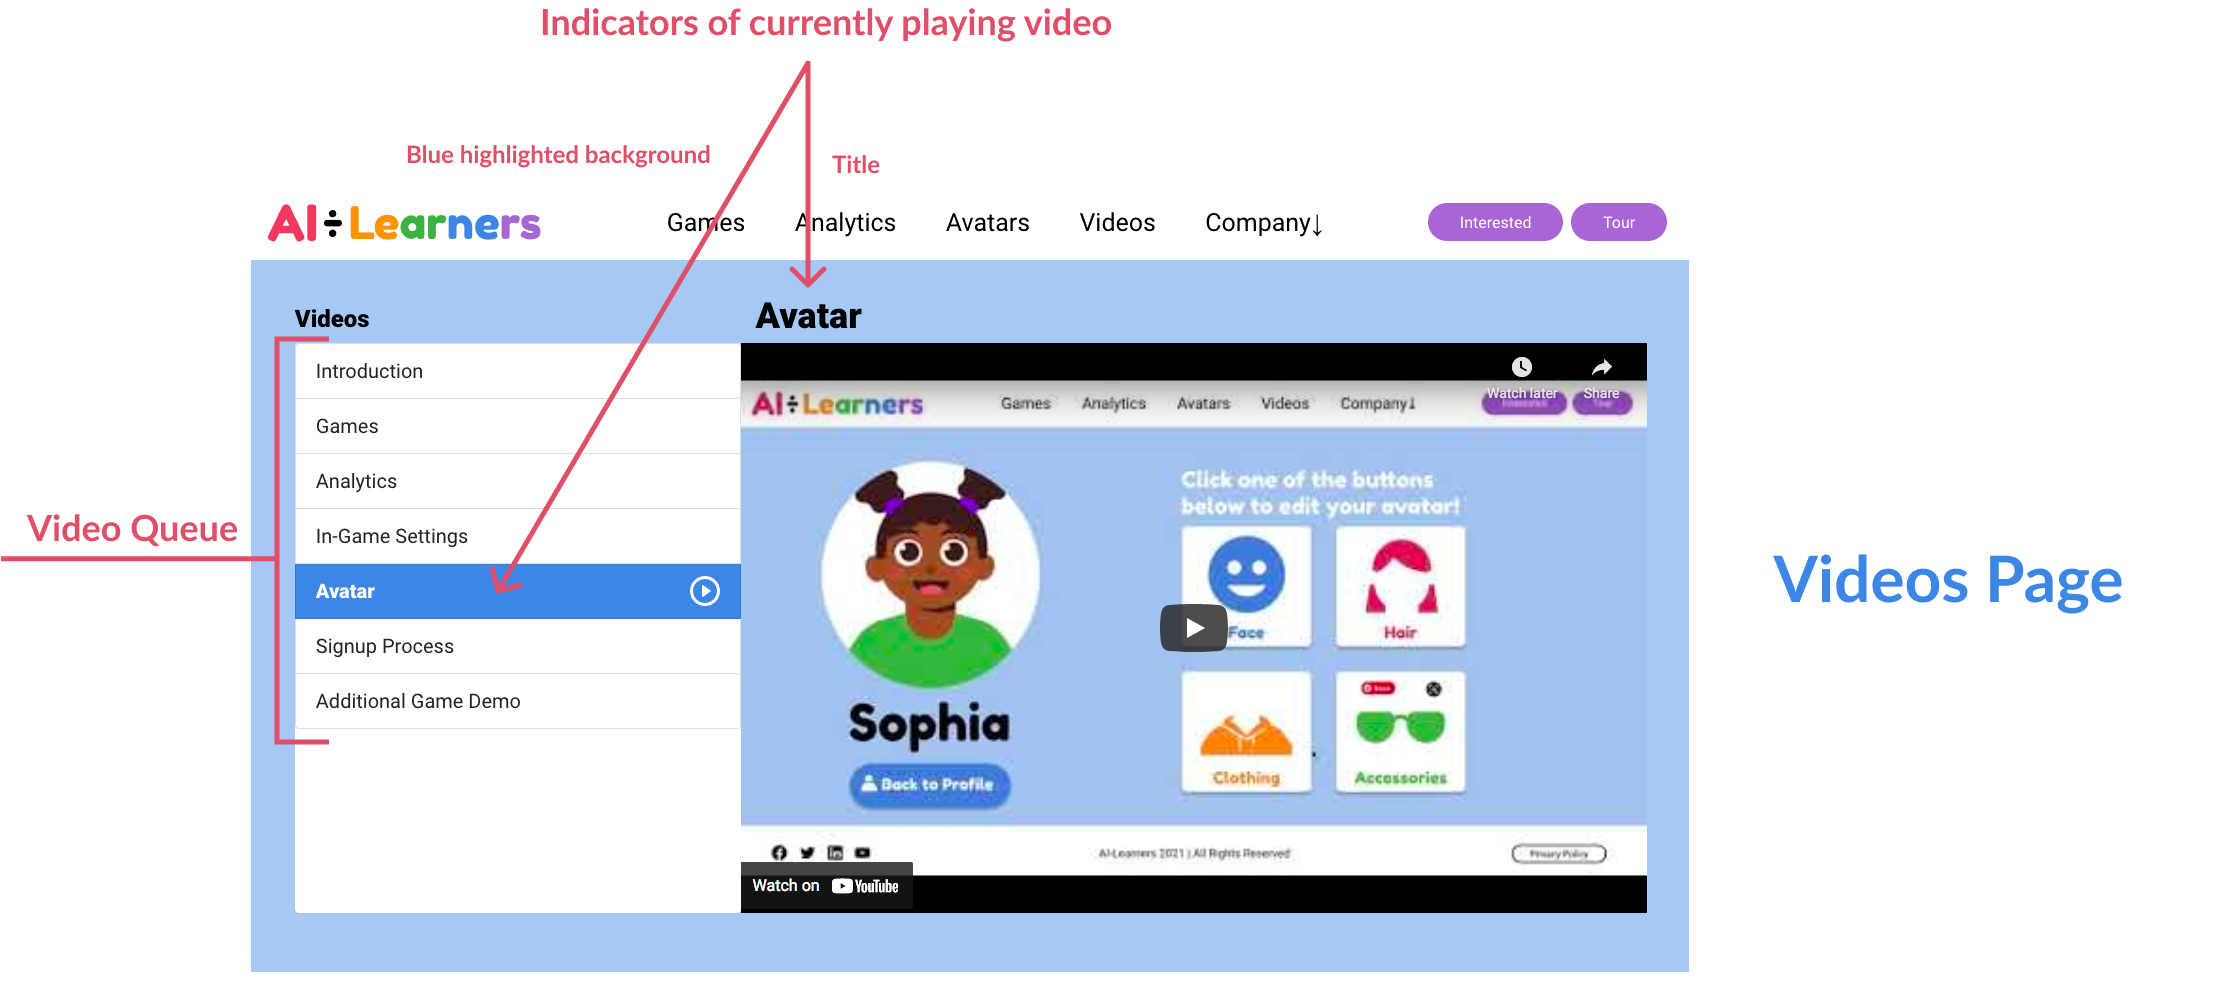 Indicators of currently playing video
Blue highlighted background
Title
AI÷Learners
Games Analytics Avatars Videos Company↓ Interested Tour
Videos
Avatar
Introduction
Games
Analytics
In-Game Settings
Avatar
Signup Process
Additional Game Demo
Video Queue
Watch later Share
AI÷Learners Games Analytics Avatars Videos Company↓
Click one of the buttons
below to edit your avatar!
Face Hair
Clothing Accessories
Sophia
Back to Profile
AI-Learners 2021 | All Rights Reserved Privacy Policy
Watch on YouTube
Videos Page